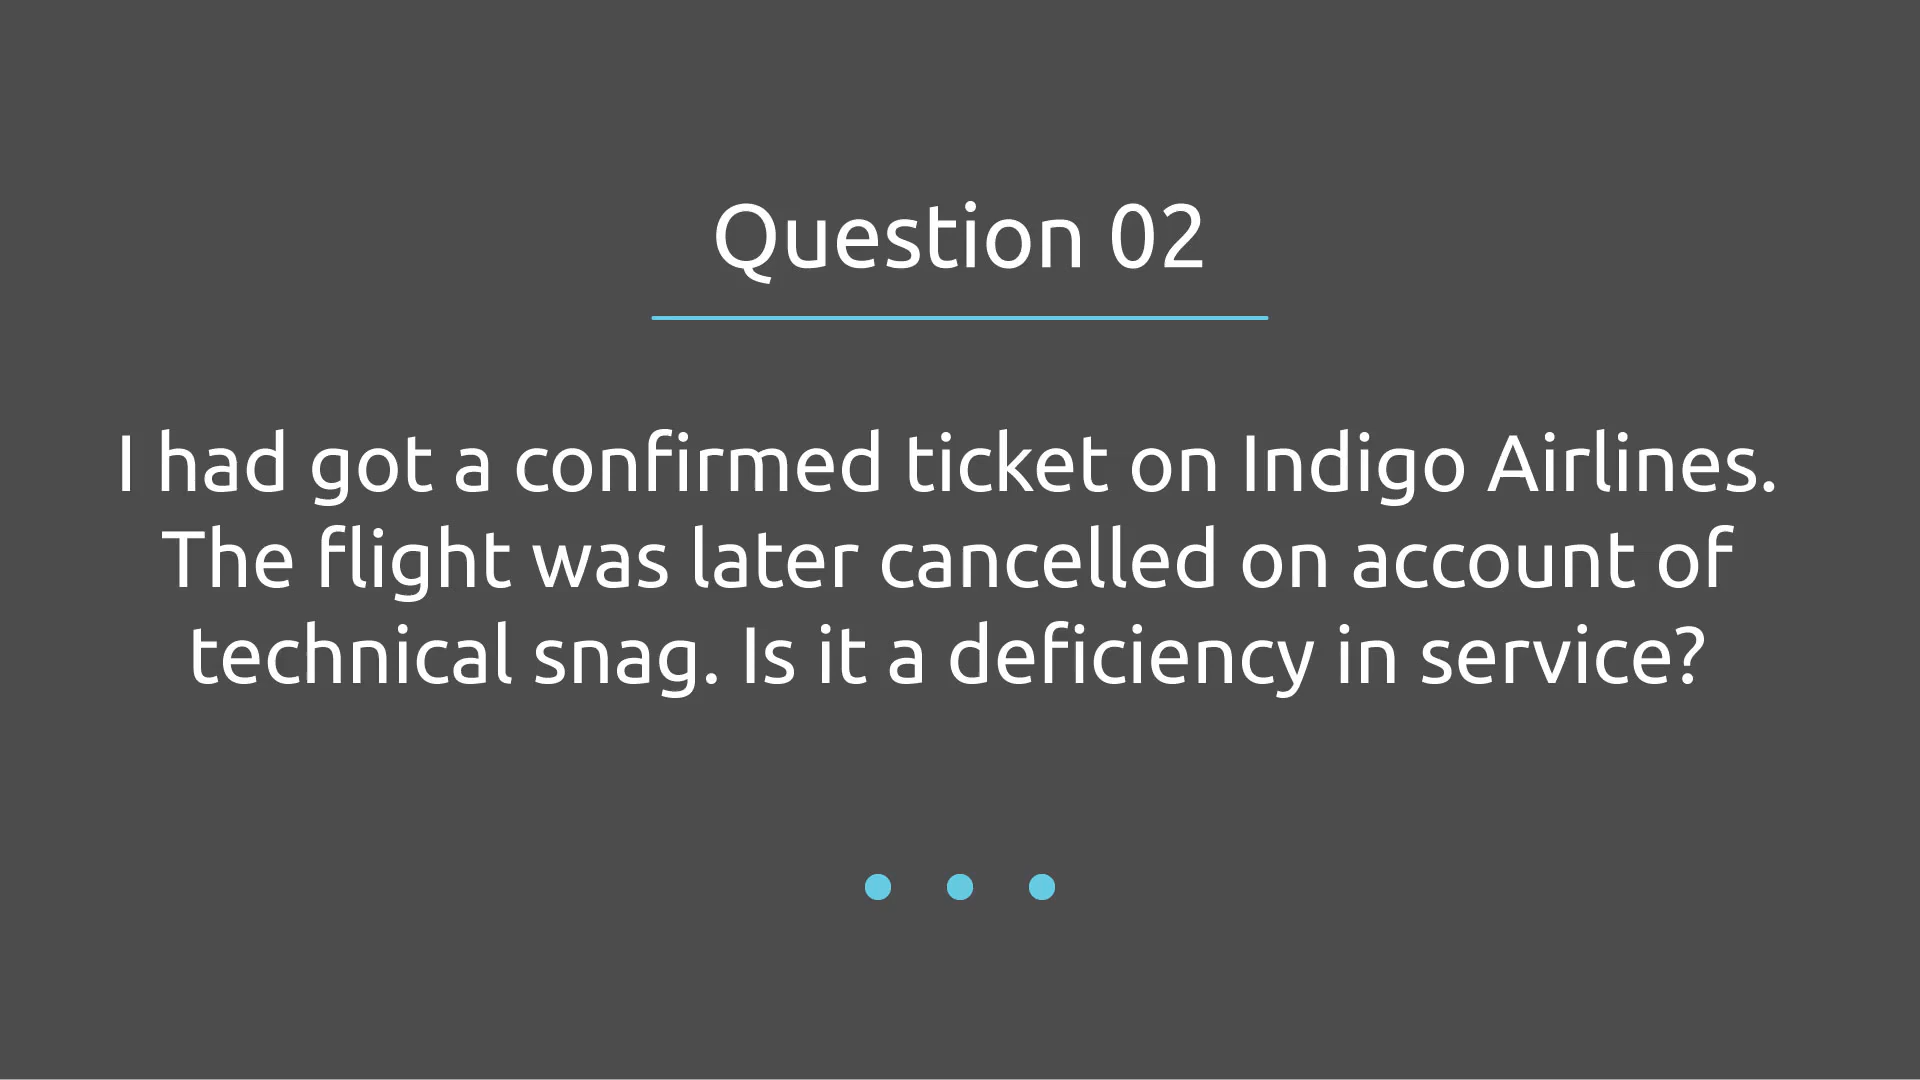 Question 02
I had got a confirmed ticket on Indigo Airlines.
The flight was later cancelled on account of
technical snag. Is it a deficiency in service?